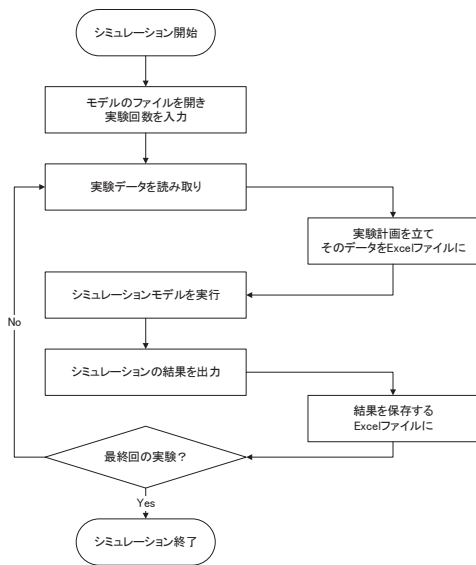 シミュレーション開始
モデルのファイルを開き
実験回数を入力
実験データを読み取り
実験計画を立て
そのデータをExcelファイルに
シミュレーションモデルを実行
No
シミュレーションの結果を出力
結果を保存する
Excelファイルに
最終回の実験？
Yes
シミュレーション終了